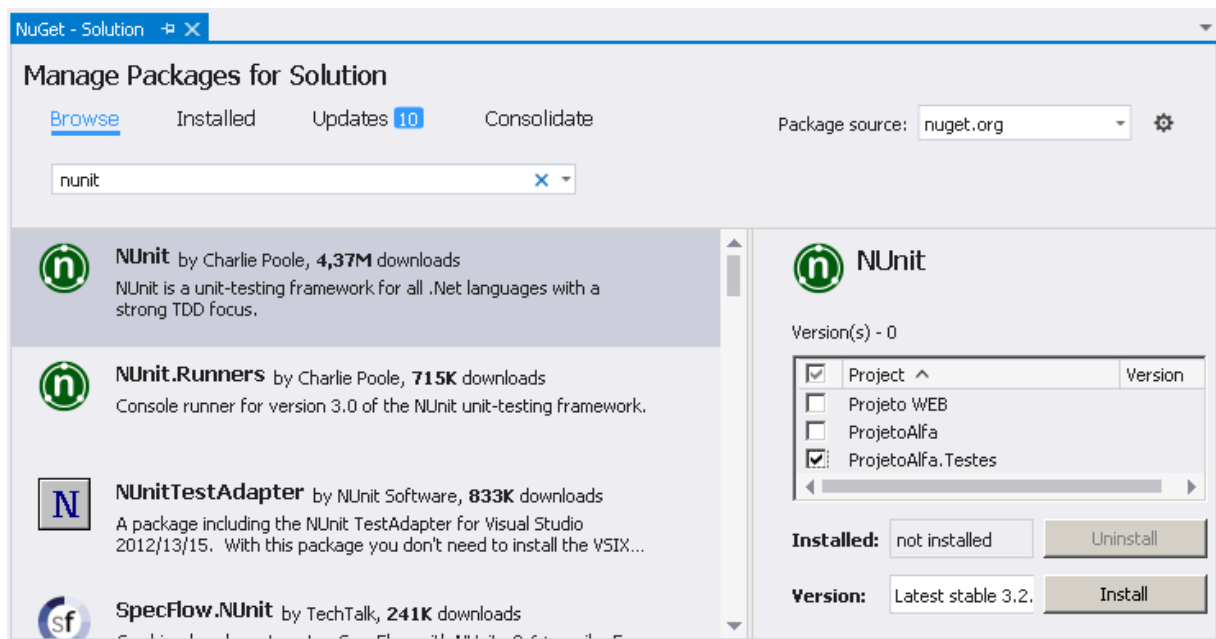 NuGet - Solution
Manage Packages for Solution
Browse Installed Updates 10 Consolidate
Package source: nuget.org
nunit
NUnit by Charlie Poole, 4,37M downloads
NUnit is a unit-testing framework for all .Net languages with a
strong TDD focus.
NUnit.Runners by Charlie Poole, 715K downloads
Console runner for version 3.0 of the NUnit unit-testing framework.
N
NUnitTestAdapter by NUnit Software, 833K downloads
A package including the NUnit TestAdapter for Visual Studio
2012/13/15. With this package you don't need to install the VSIX...
sf
SpecFlow.NUnit by TechTalk, 241K downloads
n
NUnit
Version(s) - 0
Project Version
Projeto WEB
ProjetoAlfa
ProjetoAlfa.Testes
Installed: not installed Uninstall
Version: Latest stable 3.2. Install